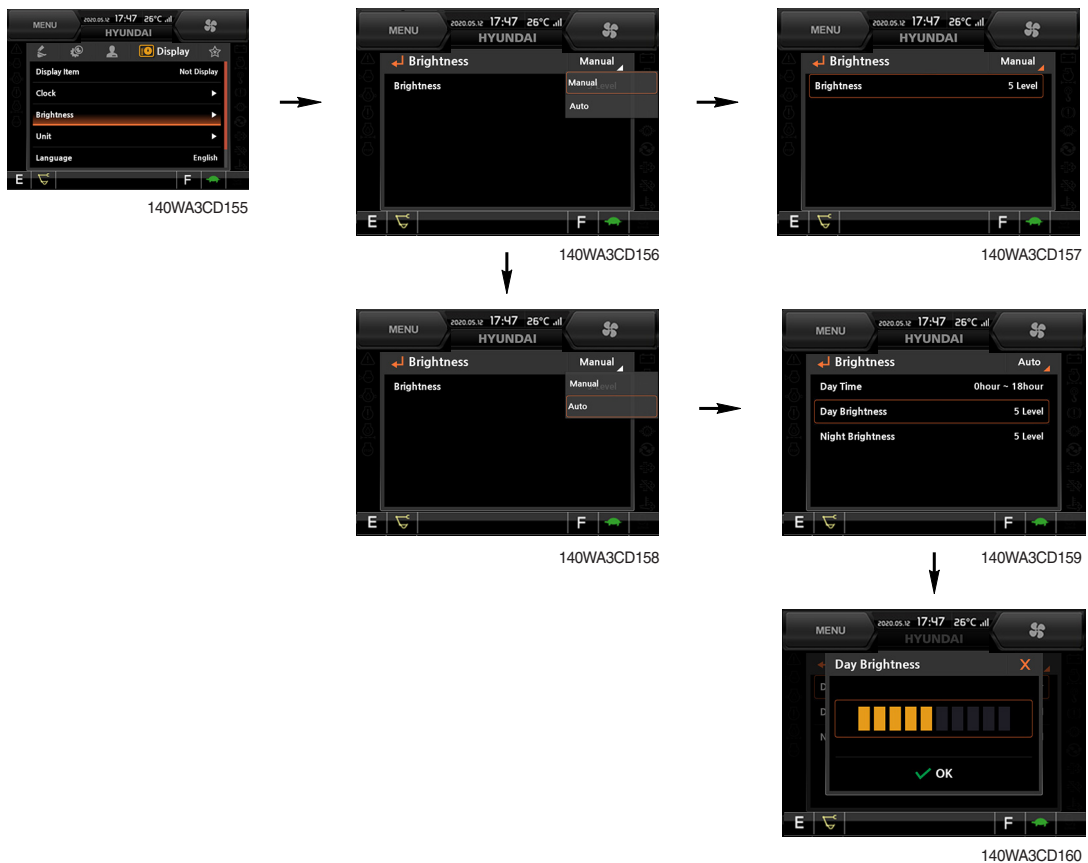 MENU
2020.05.12 17:47 26°C
HYUNDAI
Display
Display Item Not Display
Clock
Brightness
Unit
Language English
E F
140WA3CD155
MENU
2020.05.12 17:47 26°C
HYUNDAI
Brightness Manual
Brightness Manual
Auto
E F
140WA3CD156
MENU
2020.05.12 17:47 26°C
HYUNDAI
Brightness Manual
Brightness 5 Level
E F
140WA3CD157
MENU
2020.05.12 17:47 26°C
HYUNDAI
Brightness Manual
Brightness Manual
Auto
E F
140WA3CD158
MENU
2020.05.12 17:47 26°C
HYUNDAI
Brightness Auto
Day Time 0hour ~ 18hour
Day Brightness 5 Level
Night Brightness 5 Level
E F
140WA3CD159
MENU
2020.05.12 17:47 26°C
HYUNDAI
Day Brightness X
OK
E F
140WA3CD160